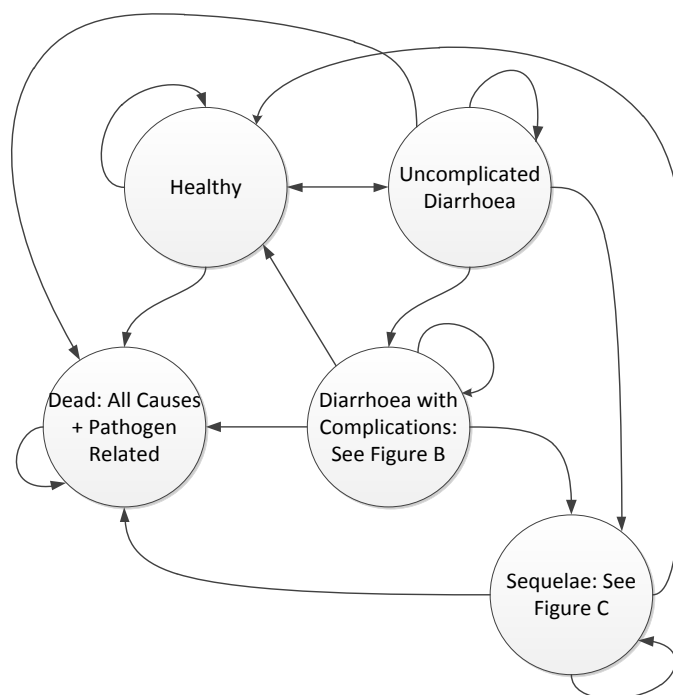 Healthy
Uncomplicated
Diarrhoea
Dead: All Causes
+ Pathogen
Related
Diarrhoea with
Complications:
See Figure B
Sequelae: See
Figure C